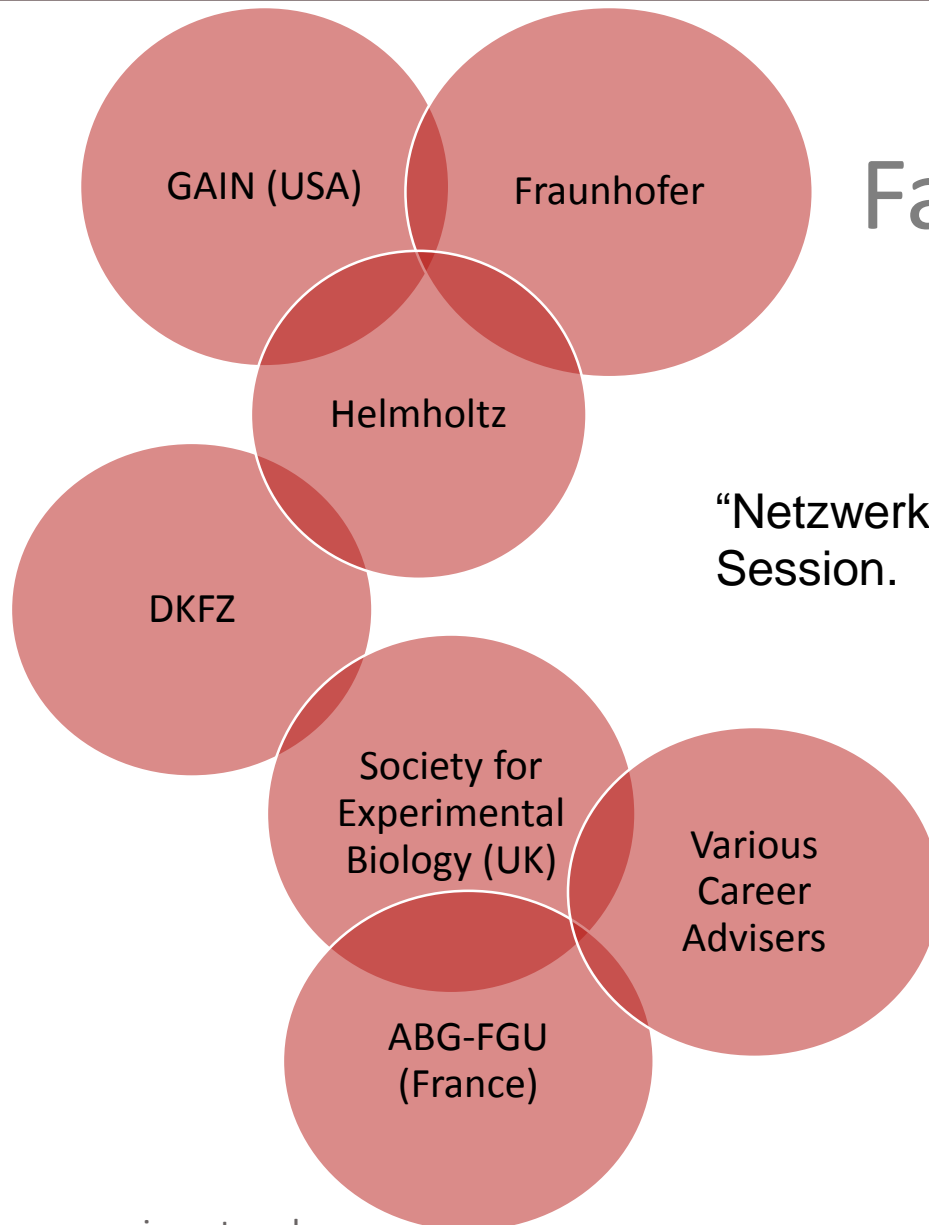 GAIN (USA)
Fraunhofer
Fa
Helmholtz
“Netzwerk
Session.
DKFZ
Society for
Experimental
Biology (UK)
Various
Career
Advisers
ABG-FGU
(France)